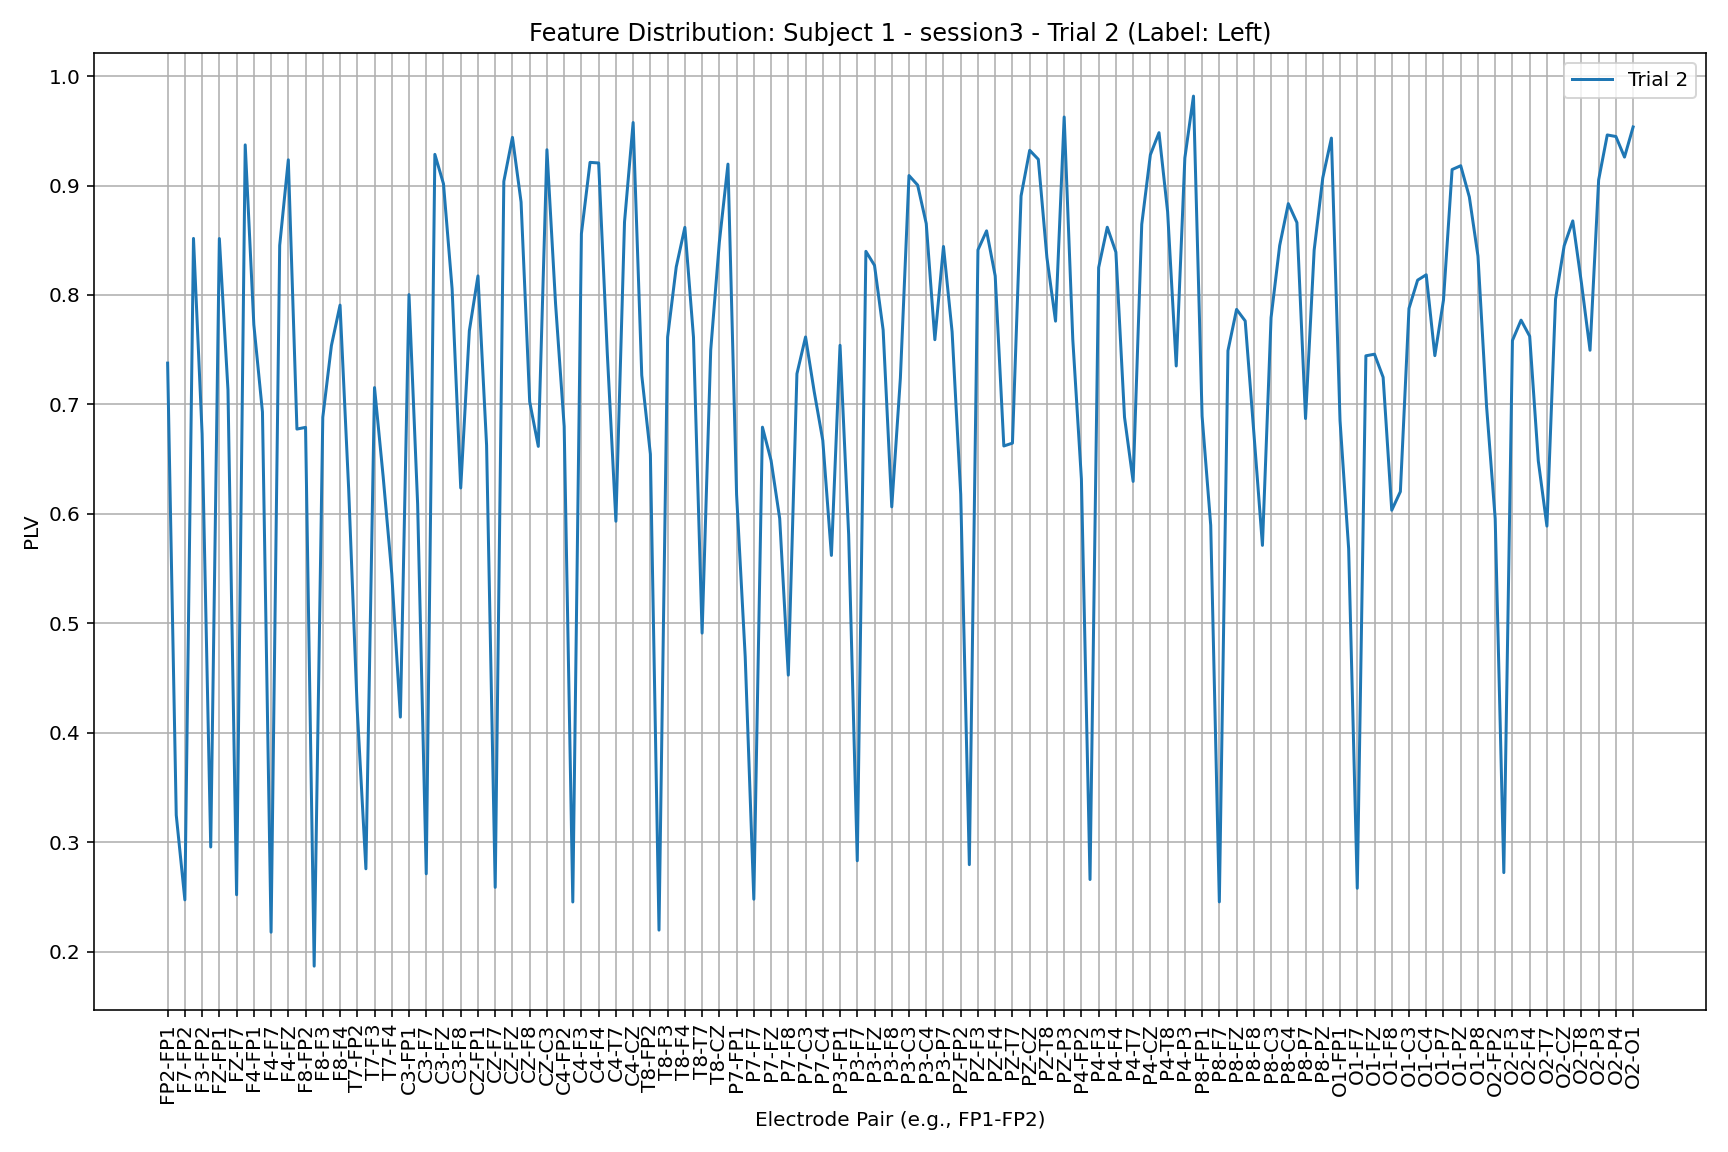 Feature Distribution: Subject 1 - session3 - Trial 2 (Label: Left)
Trial 2
PLV
1.0
0.9
0.8
0.7
0.6
0.5
0.4
0.3
0.2
FP2-FP1
F7-FP2
F3-FP2
FZ-FP1
FZ-F7
F4-FP1
F4-F7
F4-FZ
F8-FP2
F8-F3
F8-F4
T7-FP2
T7-F3
T7-F4
C3-FP1
C3-F7
C3-FZ
C3-F8
CZ-FP1
CZ-F7
CZ-FZ
CZ-F8
CZ-C3
C4-FP2
C4-F3
C4-F4
C4-T7
C4-CZ
T8-FP2
T8-F3
T8-F4
T8-T7
T8-CZ
P7-FP1
P7-F7
P7-FZ
P7-F8
P7-C3
P7-C4
P3-FP1
P3-F7
P3-FZ
P3-F8
P3-C3
P3-C4
P3-P7
PZ-FP2
PZ-F3
PZ-F4
PZ-T7
PZ-CZ
PZ-T8
PZ-P3
P4-FP2
P4-F3
P4-F4
P4-T7
P4-CZ
P4-T8
P4-P3
P8-FP1
P8-F7
P8-FZ
P8-F8
P8-C3
P8-C4
P8-P7
P8-PZ
O1-FP1
O1-F7
O1-FZ
O1-F8
O1-C3
O1-C4
O1-P7
O1-PZ
O1-P8
O2-FP2
O2-F3
O2-F4
O2-T7
O2-CZ
O2-T8
O2-P3
O2-P4
O2-O1
Electrode Pair (e.g., FP1-FP2)